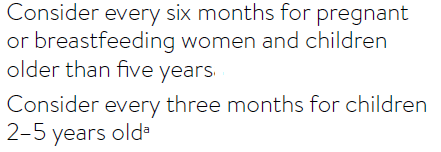 Consider every six months for pregnant
or breastfeeding women and children
older than five years.
Consider every three months for children
2–5 years oldᵃ